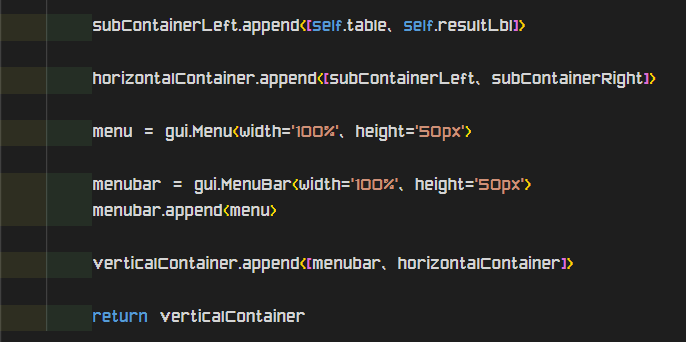 subContainerLeft.append([self.table, self.resultLbl])
horizontalContainer.append([subContainerLeft, subContainerRight])
menu = gui.Menu(width='100%', height='50px')
menubar = gui.MenuBar(width='100%', height='50px')
menubar.append(menu)
verticalContainer.append([menubar, horizontalContainer])
return verticalContainer